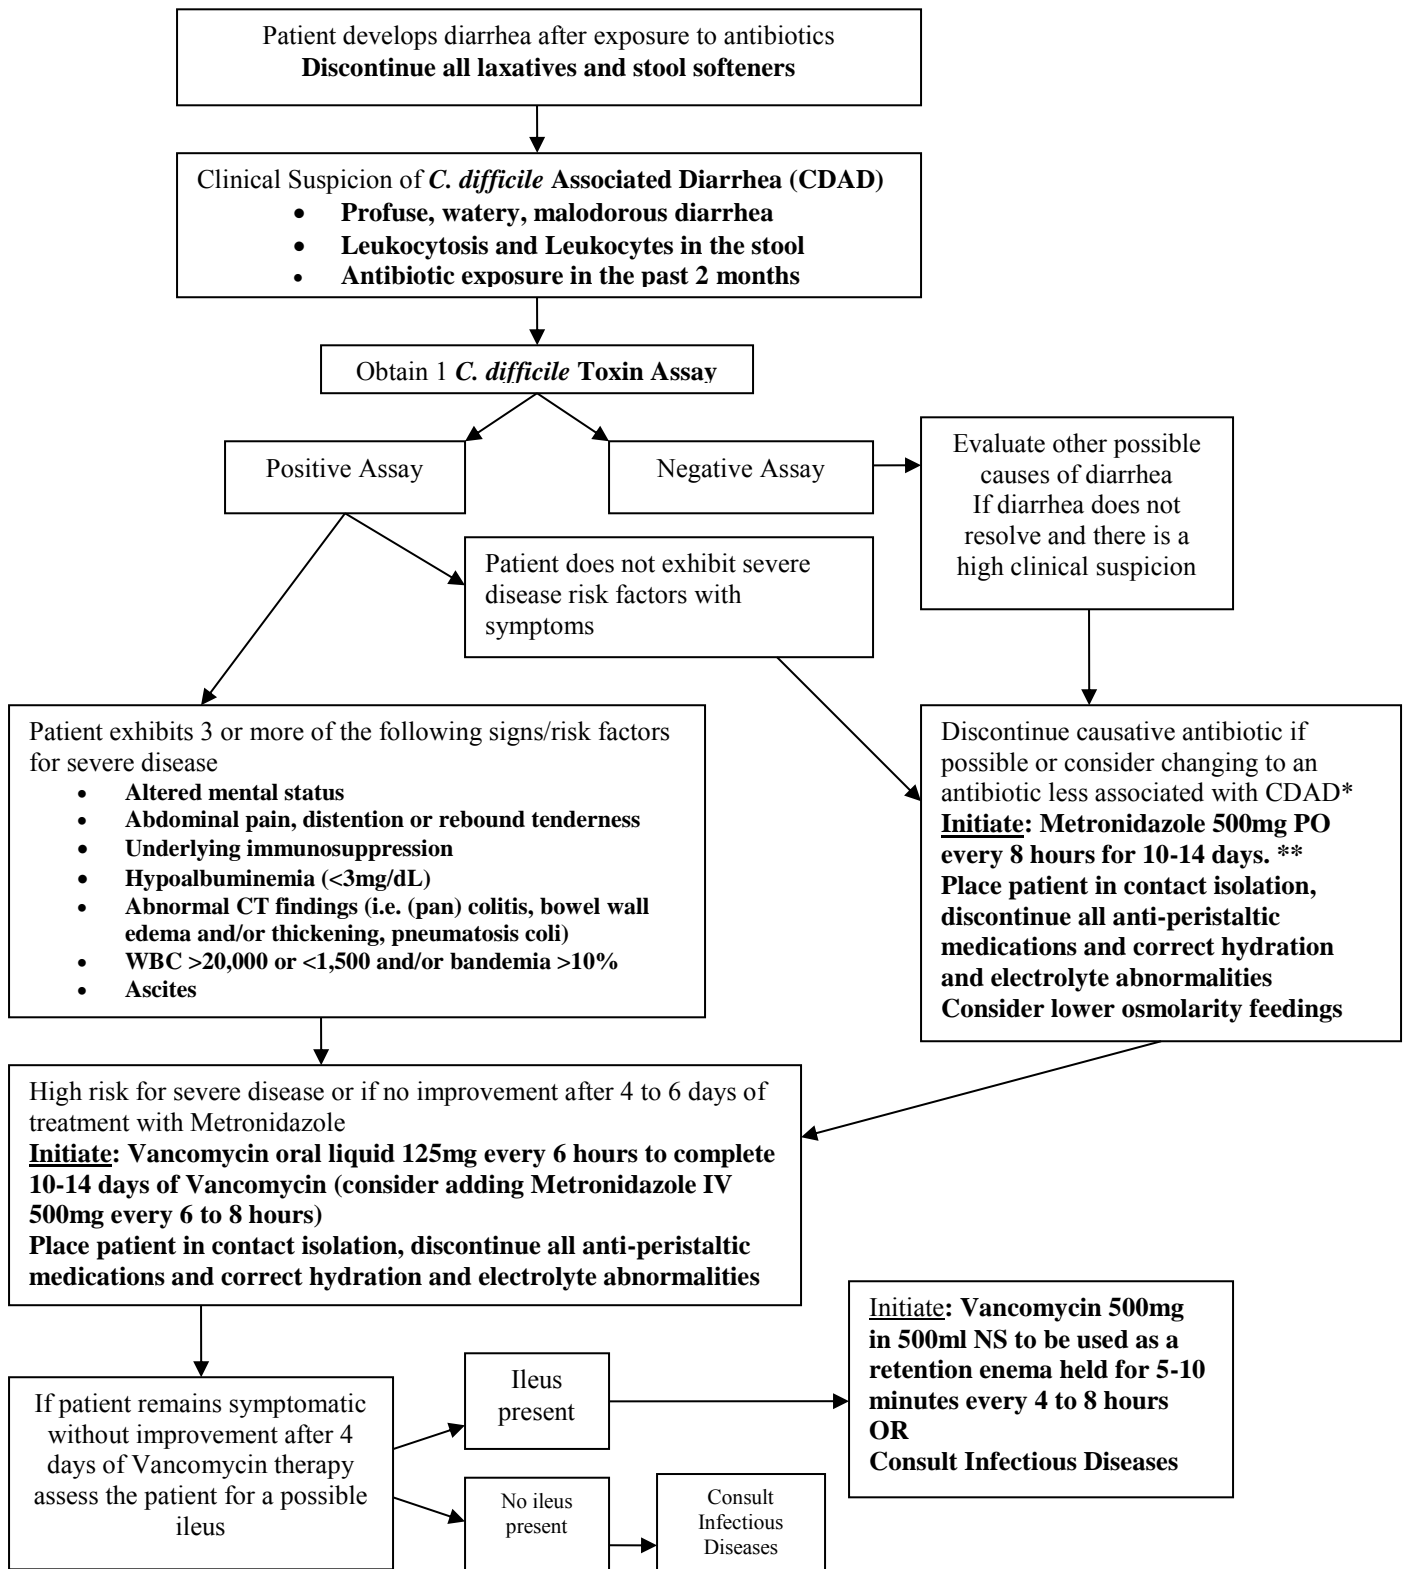 Patient develops diarrhea after exposure to antibiotics
Discontinue all laxatives and stool softeners
Clinical Suspicion of C. difficile Associated Diarrhea (CDAD)
• Profuse, watery, malodorous diarrhea
• Leukocytosis and Leukocytes in the stool
• Antibiotic exposure in the past 2 months
Obtain 1 C. difficile Toxin Assay
Positive Assay
Negative Assay
Evaluate other possible
causes of diarrhea
If diarrhea does not
resolve and there is a
high clinical suspicion
Patient does not exhibit severe
disease risk factors with
symptoms
Patient exhibits 3 or more of the following signs/risk factors
for severe disease
• Altered mental status
• Abdominal pain, distention or rebound tenderness
• Underlying immunosuppression
• Hypoalbuminemia (<3mg/dL)
• Abnormal CT findings (i.e. (pan) colitis, bowel wall
edema and/or thickening, pneumatosis coli)
• WBC >20,000 or <1,500 and/or bandemia >10%
• Ascites
Discontinue causative antibiotic if
possible or consider changing to an
antibiotic less associated with CDAD*
Initiate: Metronidazole 500mg PO
every 8 hours for 10-14 days. **
Place patient in contact isolation,
discontinue all anti-peristaltic
medications and correct hydration
and electrolyte abnormalities
Consider lower osmolarity feedings
High risk for severe disease or if no improvement after 4 to 6 days of
treatment with Metronidazole
Initiate: Vancomycin oral liquid 125mg every 6 hours to complete
10-14 days of Vancomycin (consider adding Metronidazole IV
500mg every 6 to 8 hours)
Place patient in contact isolation, discontinue all anti-peristaltic
medications and correct hydration and electrolyte abnormalities
If patient remains symptomatic
without improvement after 4
days of Vancomycin therapy
assess the patient for a possible
ileus
Ileus
present
Initiate: Vancomycin 500mg
in 500ml NS to be used as a
retention enema held for 5-10
minutes every 4 to 8 hours
OR
Consult Infectious Diseases
No ileus
present
Consult
Infectious
Diseases